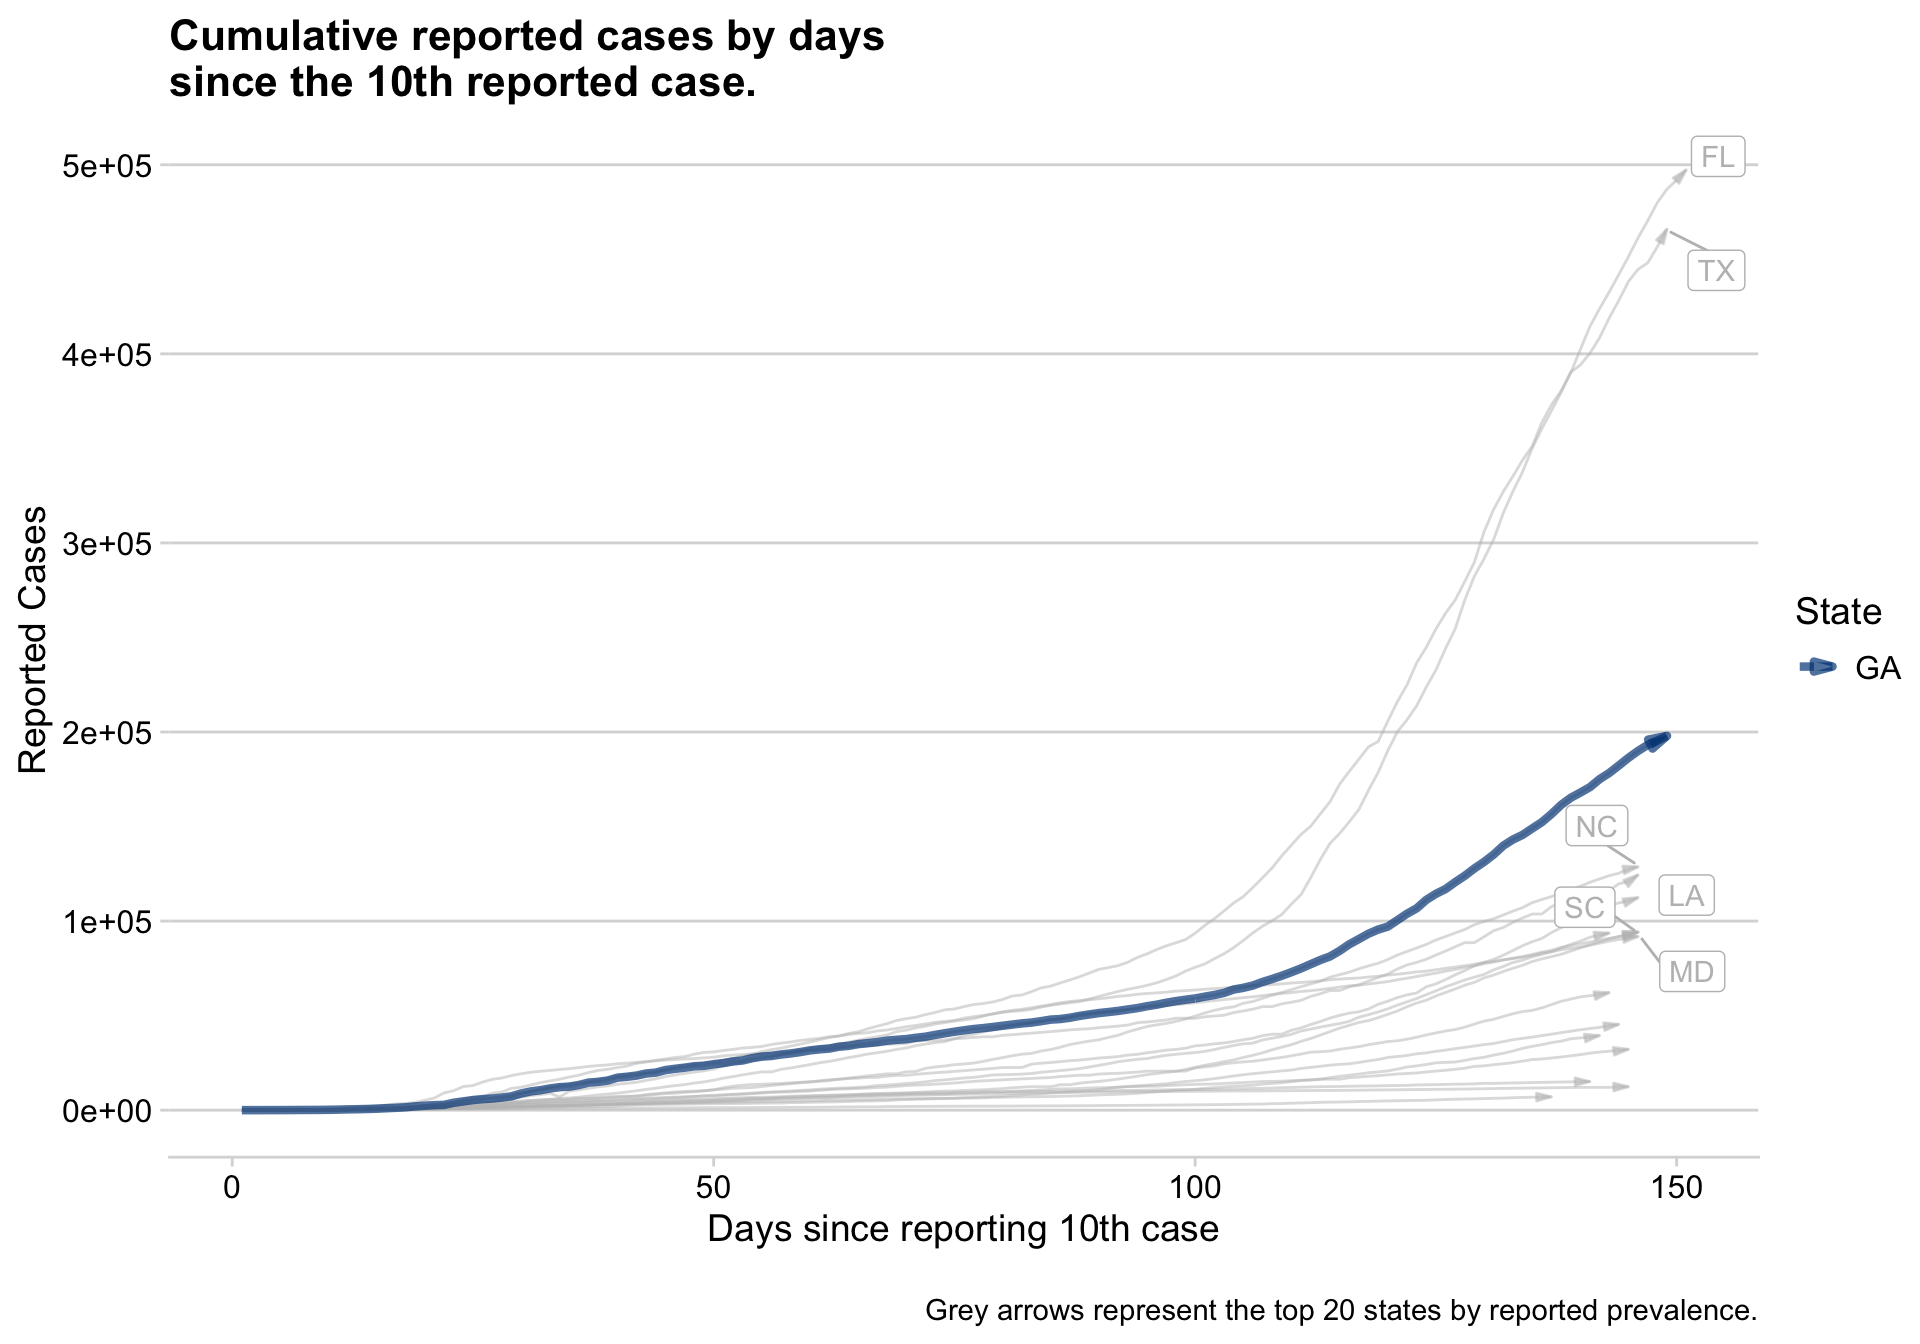 Cumulative reported cases by days
since the 10th reported case.
5e+05
4e+05
3e+05
2e+05
1e+05
0e+00
Reported Cases
FL
TX
NC
LA
SC
MD
State
GA
0
50
100
150
Days since reporting 10th case
Grey arrows represent the top 20 states by reported prevalence.